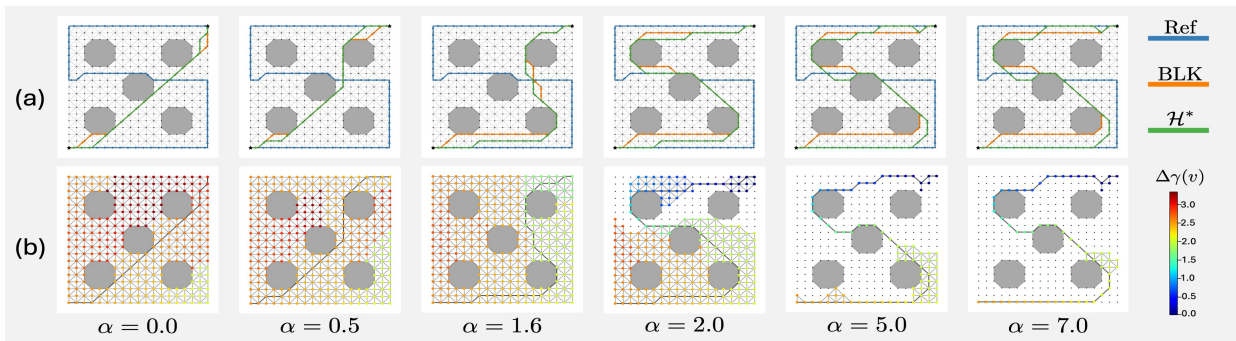 (a)
Ref
BLK
ℋ*
(b)
Δγ(v)
3.0
2.5
2.0
1.5
1.0
0.5
0.0
α = 0.0
α = 0.5
α = 1.6
α = 2.0
α = 5.0
α = 7.0